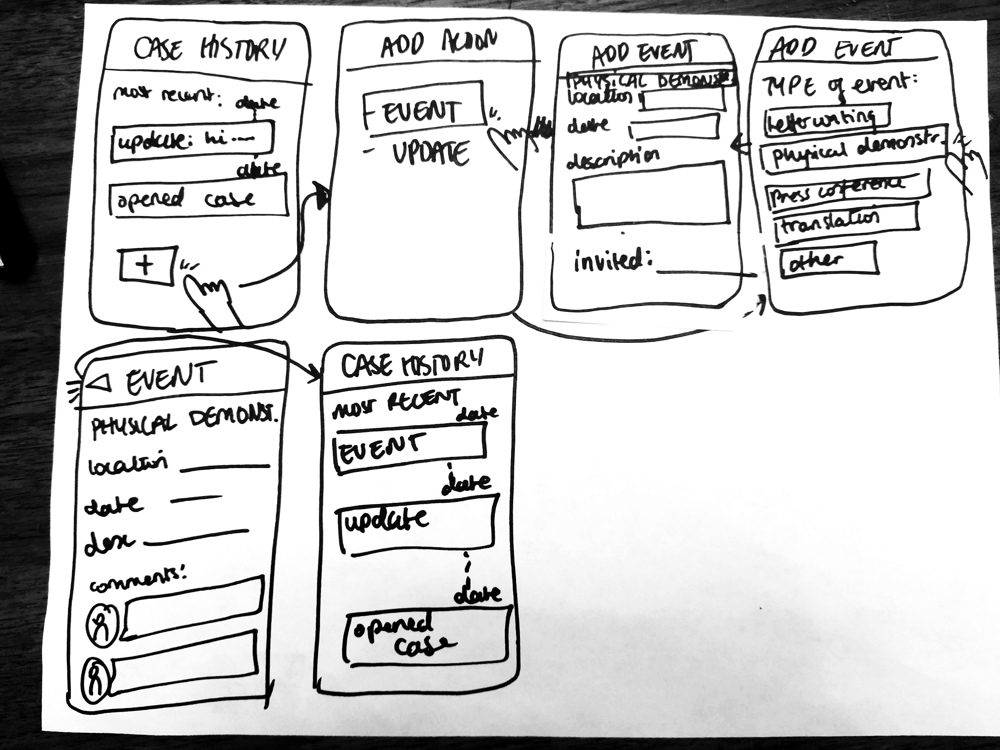 CASE HISTORY
most recent:
date
update: hi
date
opened case
+
ADD ACTION
- EVENT
- UPDATE
ADD EVENT
PHYSICAL DEMONST.
location
date
description
invited:
ADD EVENT
TYPE of event:
letterwriting
physical demonstr.
press conference
translation
other
EVENT
PHYSICAL DEMONST.
location
date
desc
comments:
CASE HISTORY
MOST RECENT
date
EVENT
date
update
date
opened
case